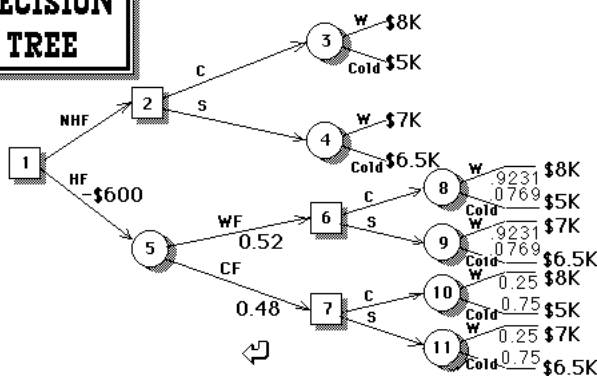 DECISION
TREE
1
NHF
HF
-$600
2
C
S
3
W $8K
Cold $5K
4
W $7K
Cold $6.5K
5
WF
0.52
CF
0.48
6
C
S
7
C
S
8
W .9231 $8K
Cold .0769 $5K
9
W .9231 $7K
Cold .0769 $6.5K
10
W 0.25 $8K
Cold 0.75 $5K
11
W 0.25 $7K
Cold 0.75 $6.5K